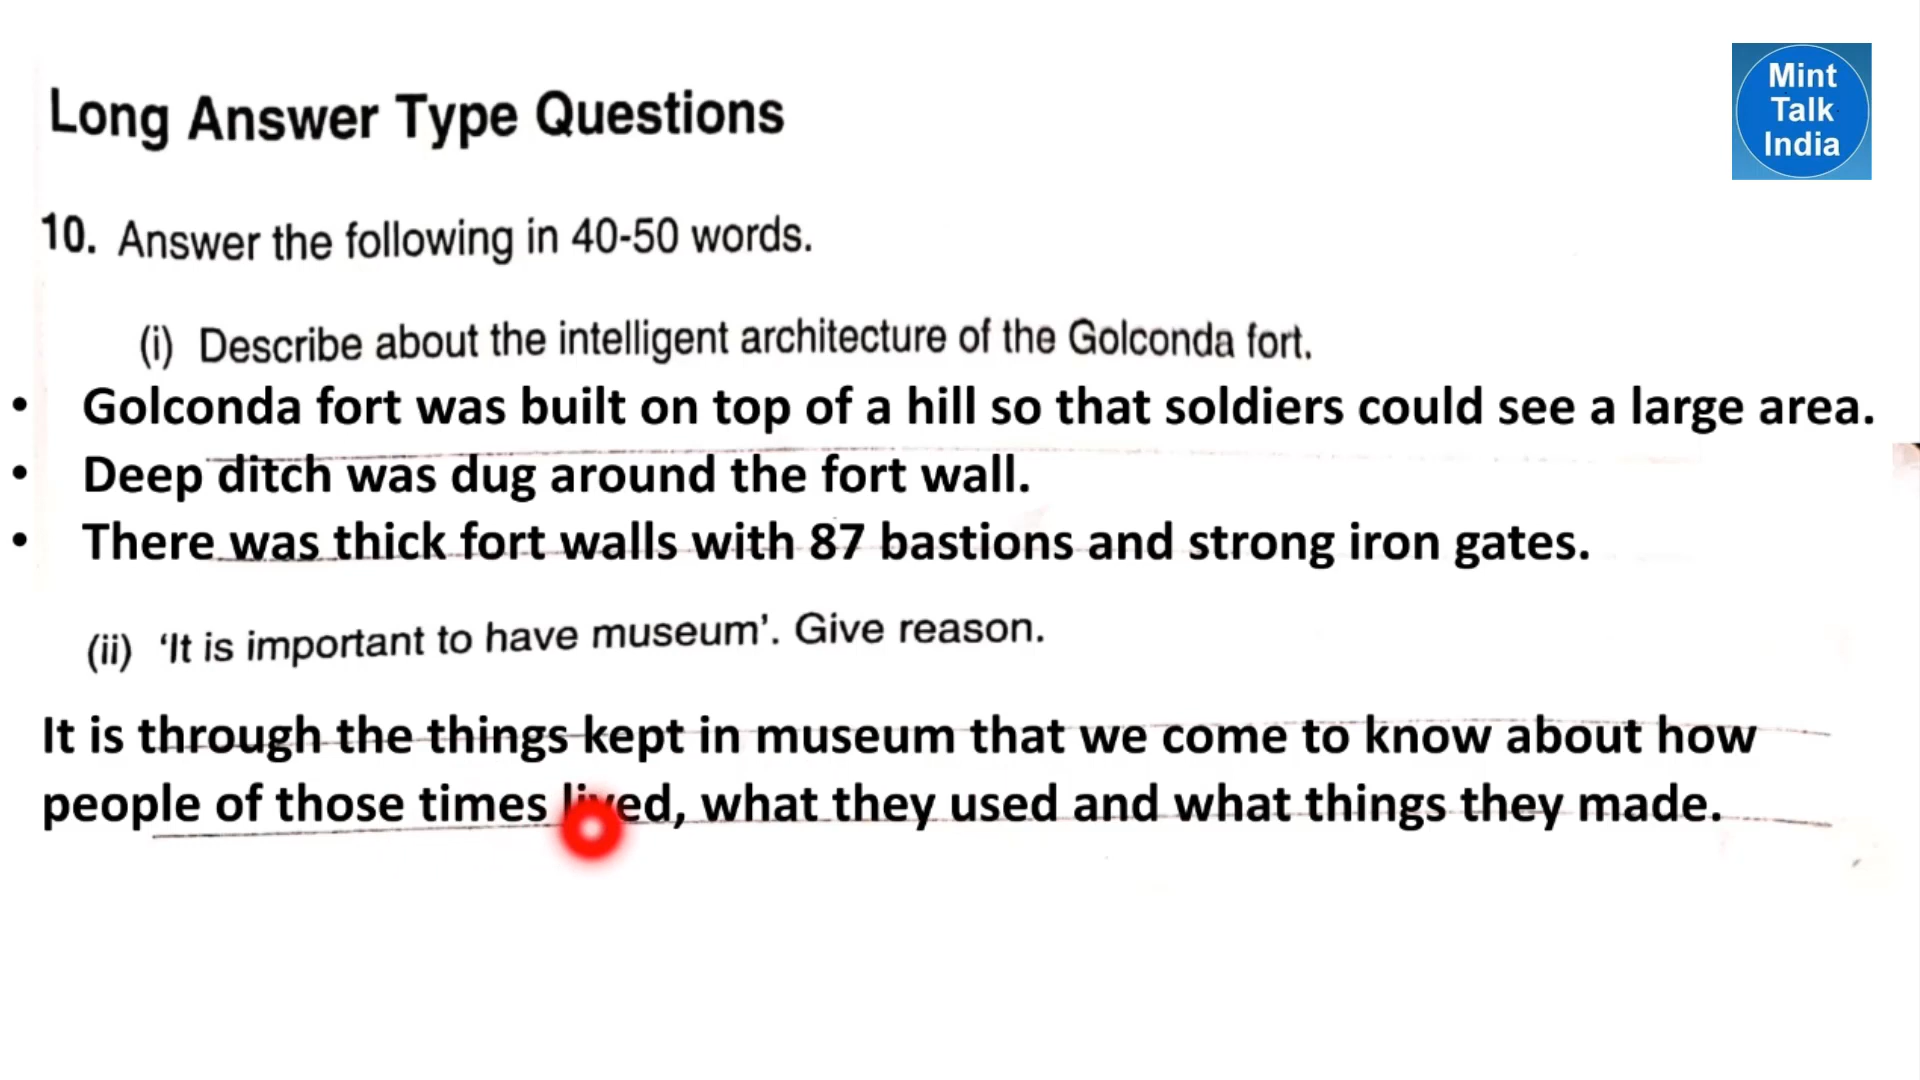 Mint
Talk
India
Long Answer Type Questions
10. Answer the following in 40-50 words.
(i) Describe about the intelligent architecture of the Golconda fort.
• Golconda fort was built on top of a hill so that soldiers could see a large area.
• Deep ditch was dug around the fort wall.
• There was thick fort walls with 87 bastions and strong iron gates.
(ii) ‘It is important to have museum’. Give reason.
It is through the things kept in museum that we come to know about how
people of those times lived, what they used and what things they made.